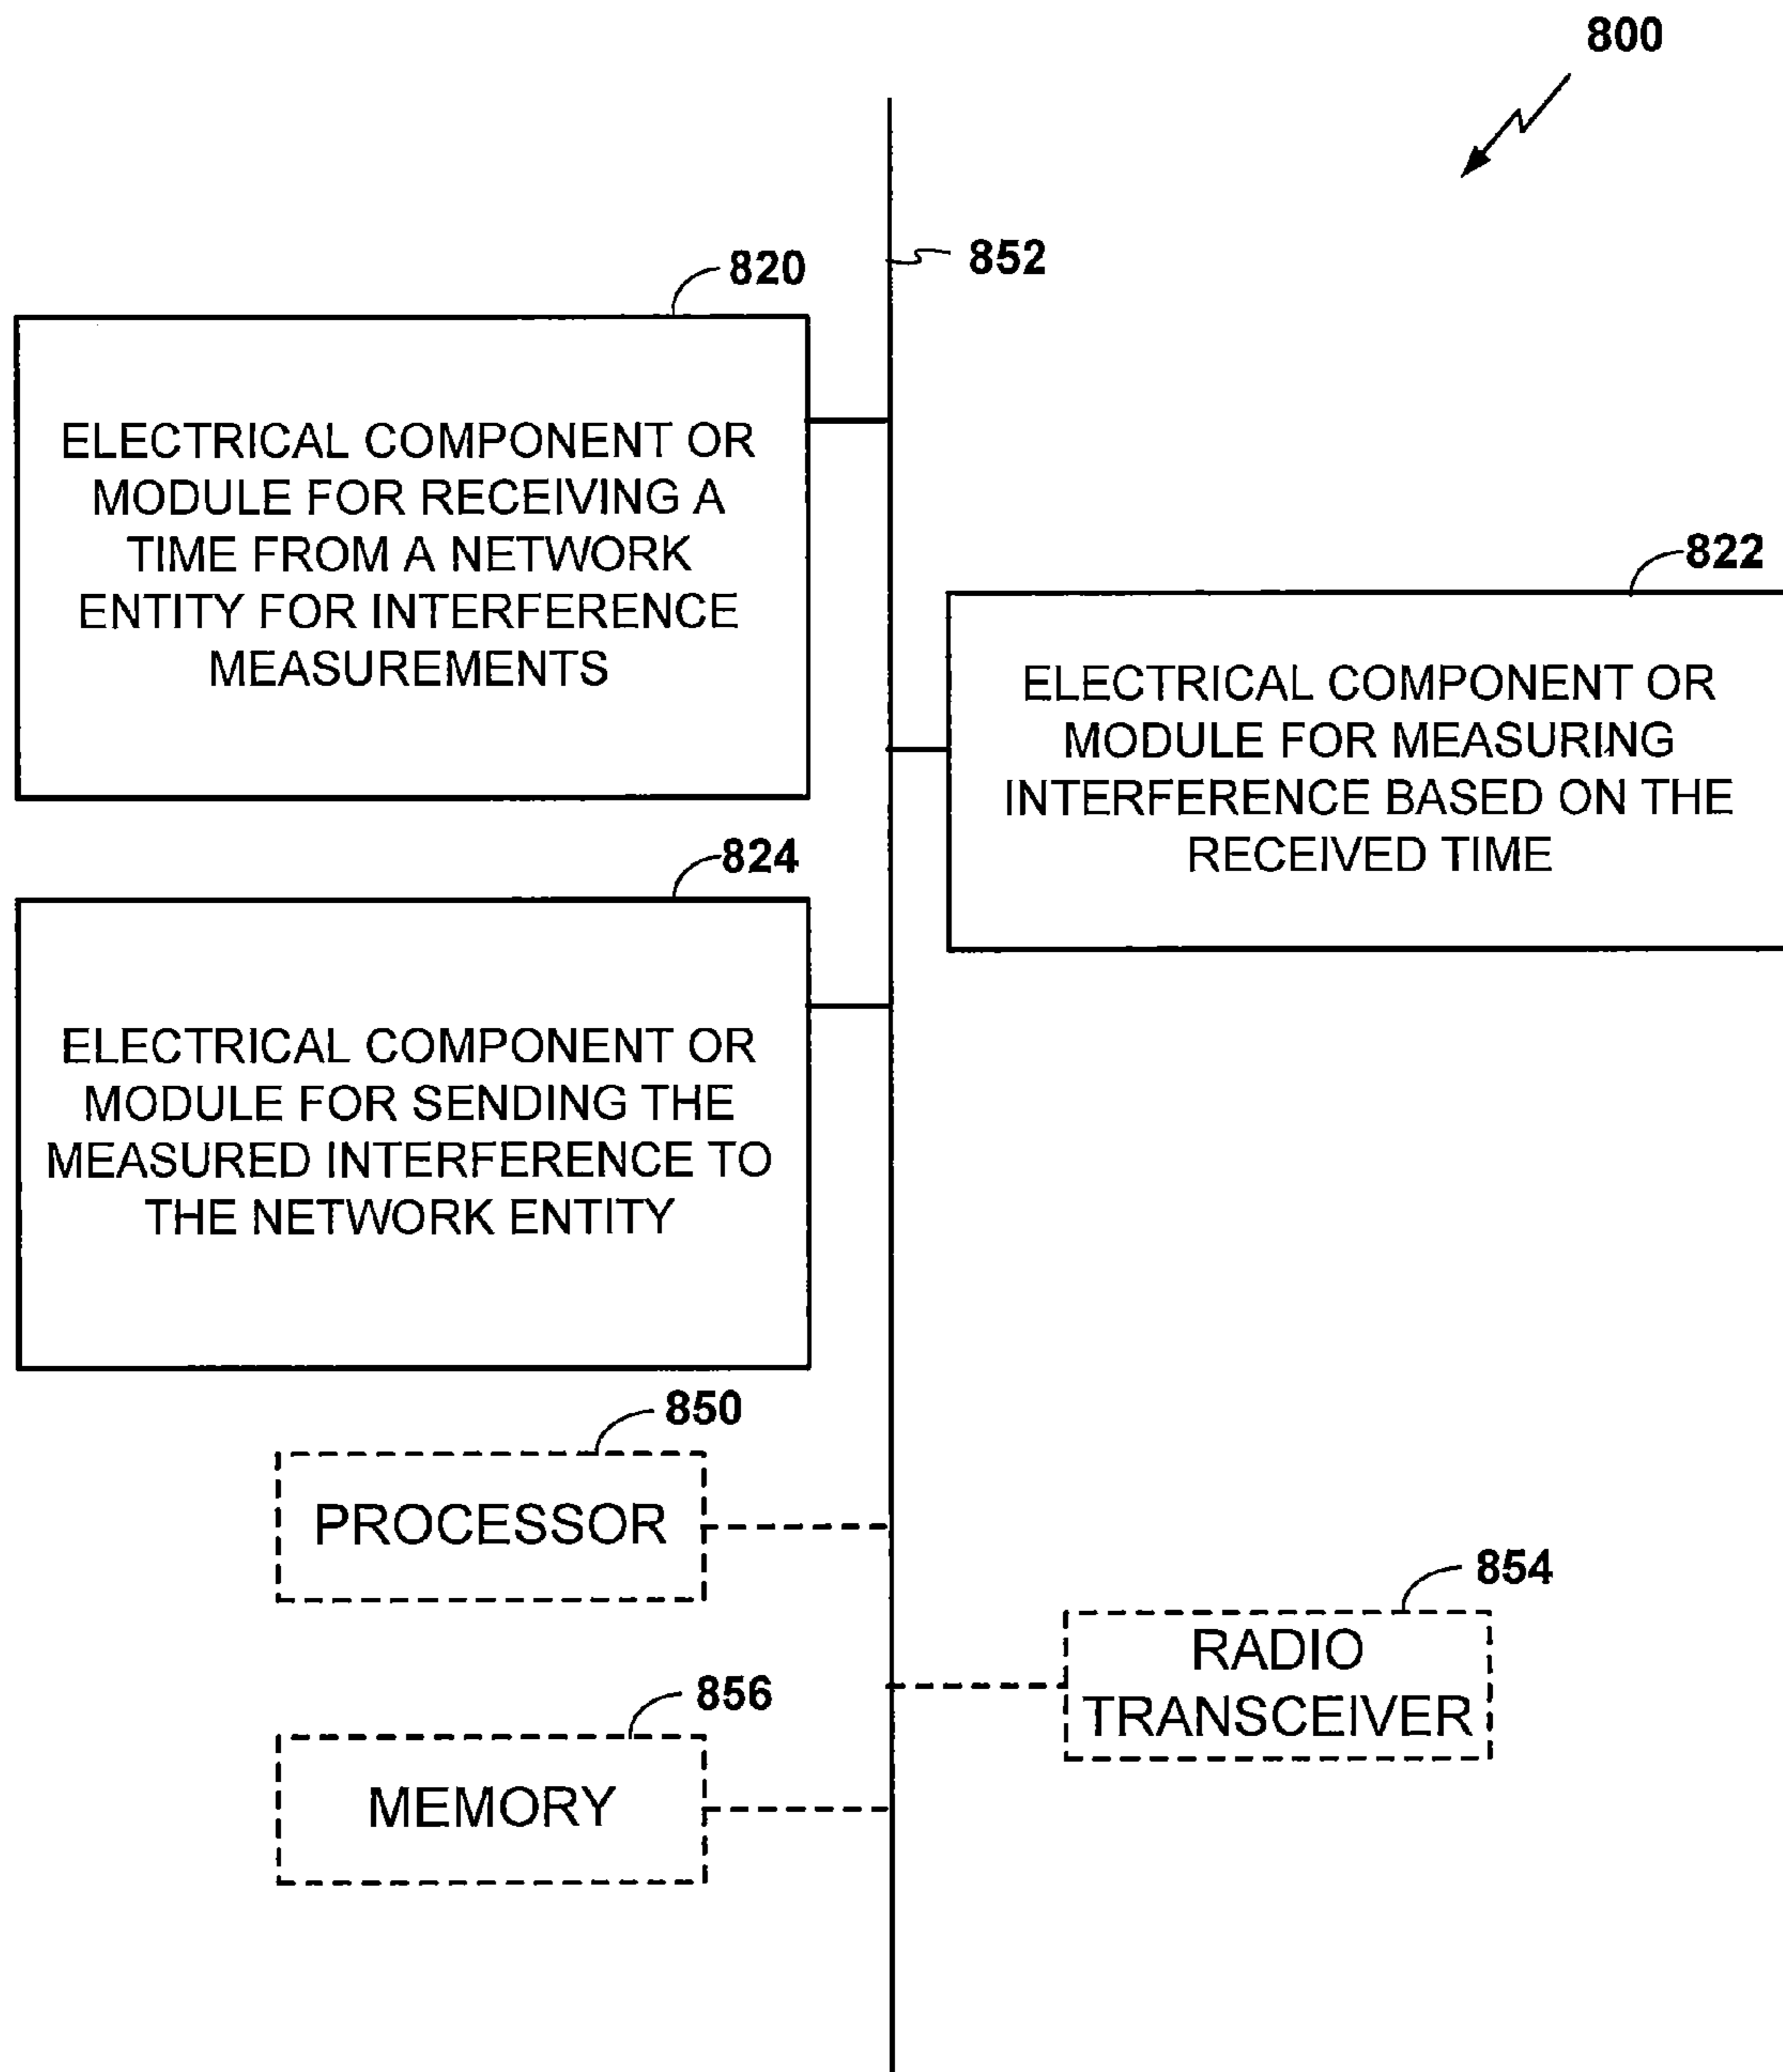 800
852
820
ELECTRICAL COMPONENT OR
MODULE FOR RECEIVING A
TIME FROM A NETWORK
ENTITY FOR INTERFERENCE
MEASUREMENTS
822
ELECTRICAL COMPONENT OR
MODULE FOR MEASURING
INTERFERENCE BASED ON THE
RECEIVED TIME
824
ELECTRICAL COMPONENT OR
MODULE FOR SENDING THE
MEASURED INTERFERENCE TO
THE NETWORK ENTITY
850
PROCESSOR
854
RADIO
TRANSCEIVER
856
MEMORY